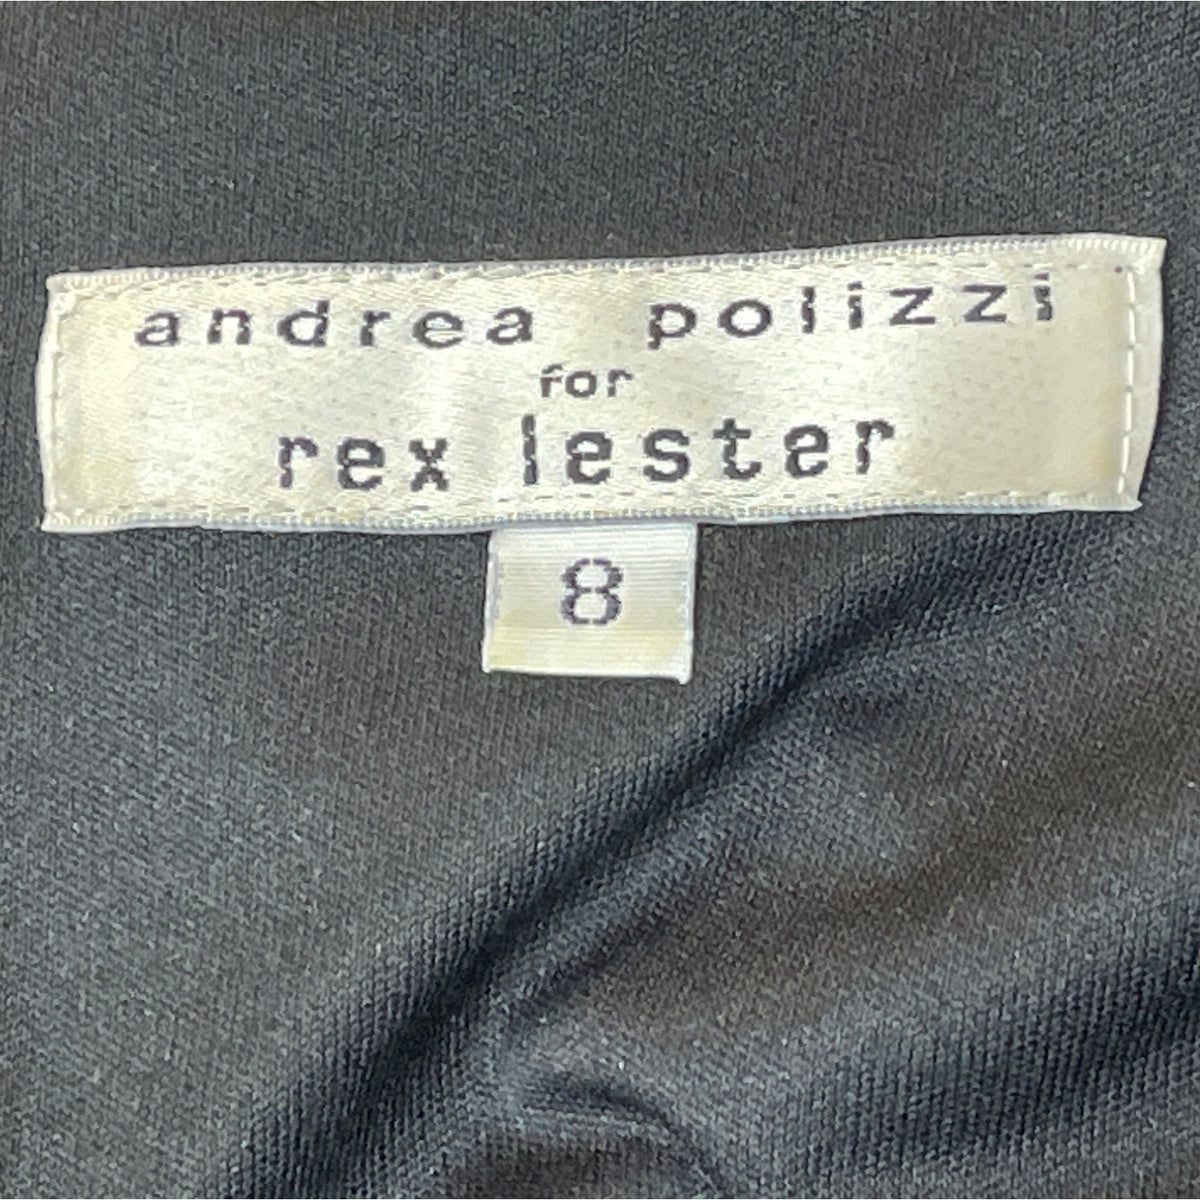 andrea polizzi
for
rex lester
8